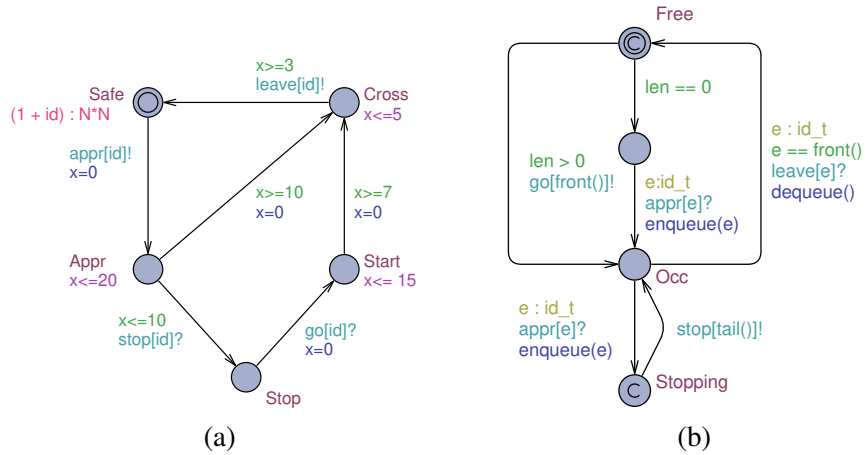 Safe
(1 + id) : N*N
x>=3
leave[id]!
Cross
x<=5
appr[id]!
x=0
x>=10
x=0
x>=7
x=0
Appr
x<=20
Start
x<= 15
x<=10
stop[id]?
go[id]?
x=0
Stop
(a)
Free
C
len == 0
len > 0
go[front()]!
e:id_t
appr[e]?
enqueue(e)
e : id_t
e == front()
leave[e]?
dequeue()
Occ
e : id_t
appr[e]?
enqueue(e)
stop[tail()]!
C
Stopping
(b)